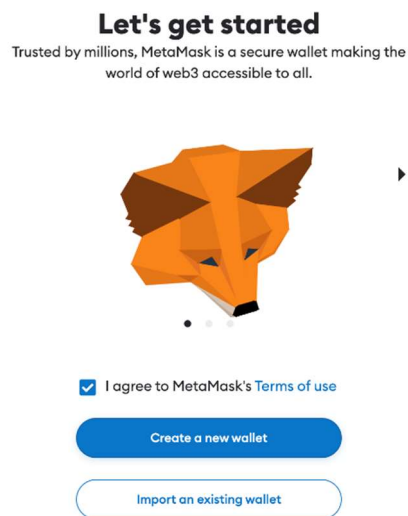 Let's get started
Trusted by millions, MetaMask is a secure wallet making the
world of web3 accessible to all.
I agree to MetaMask's Terms of use
Create a new wallet
Import an existing wallet